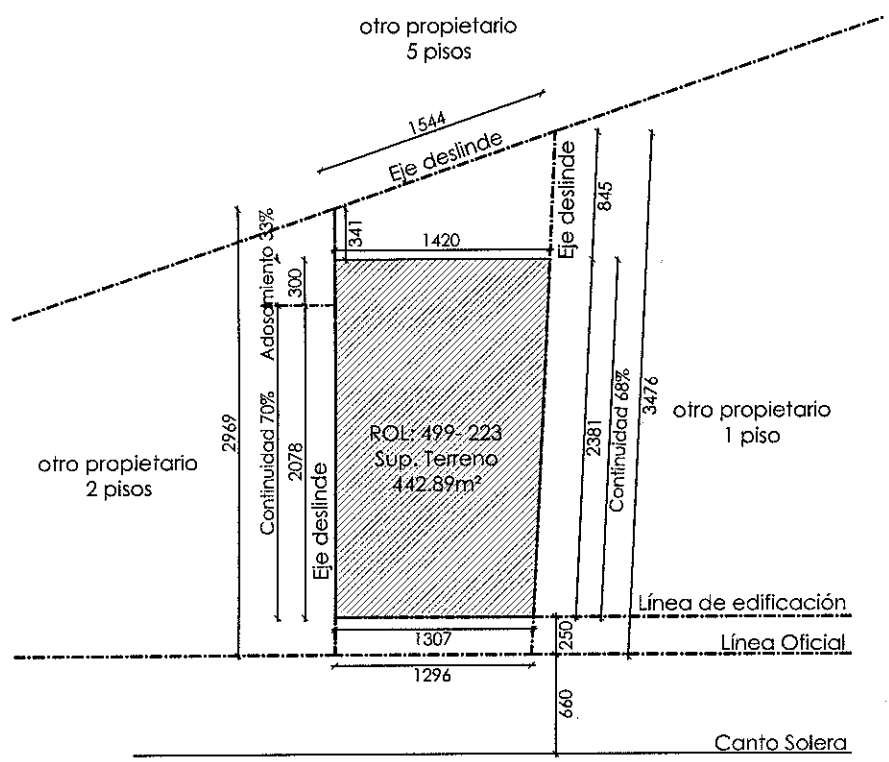 otro propietario
5 pisos
1544
Eje deslinde
Eje deslinde
845
341
1420
Adosamiento 33%
300
2969
Continuidad 70%
2078
Eje deslinde
ROL: 499- 223
Sup. Terreno
442.89m²
2381
Continuidad 68%
3476
otro propietario
1 piso
otro propietario
2 pisos
Línea de edificación
1307
250
Línea Oficial
1296
660
Canto Solera